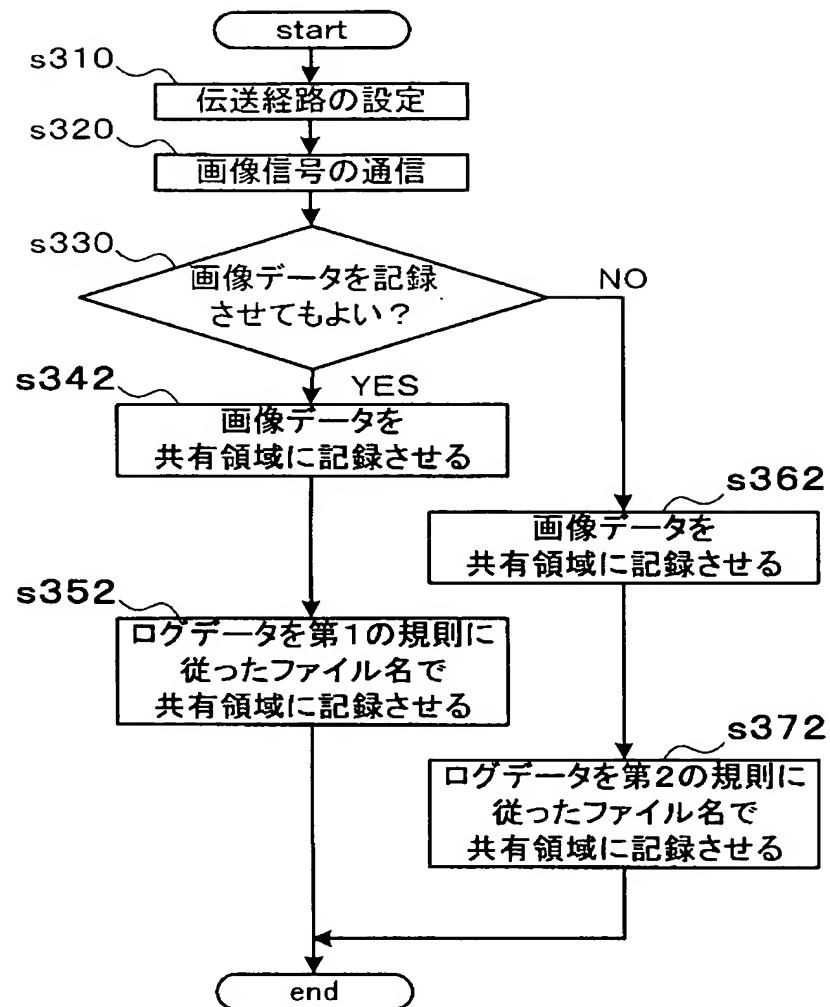 start
s310
伝送経路の設定
s320
画像信号の通信
s330
画像データを記録
させてもよい？
NO
YES
s342
画像データを
共有領域に記録させる
s362
画像データを
共有領域に記録させる
s352
ログデータを第1の規則に
従ったファイル名で
共有領域に記録させる
s372
ログデータを第2の規則に
従ったファイル名で
共有領域に記録させる
end